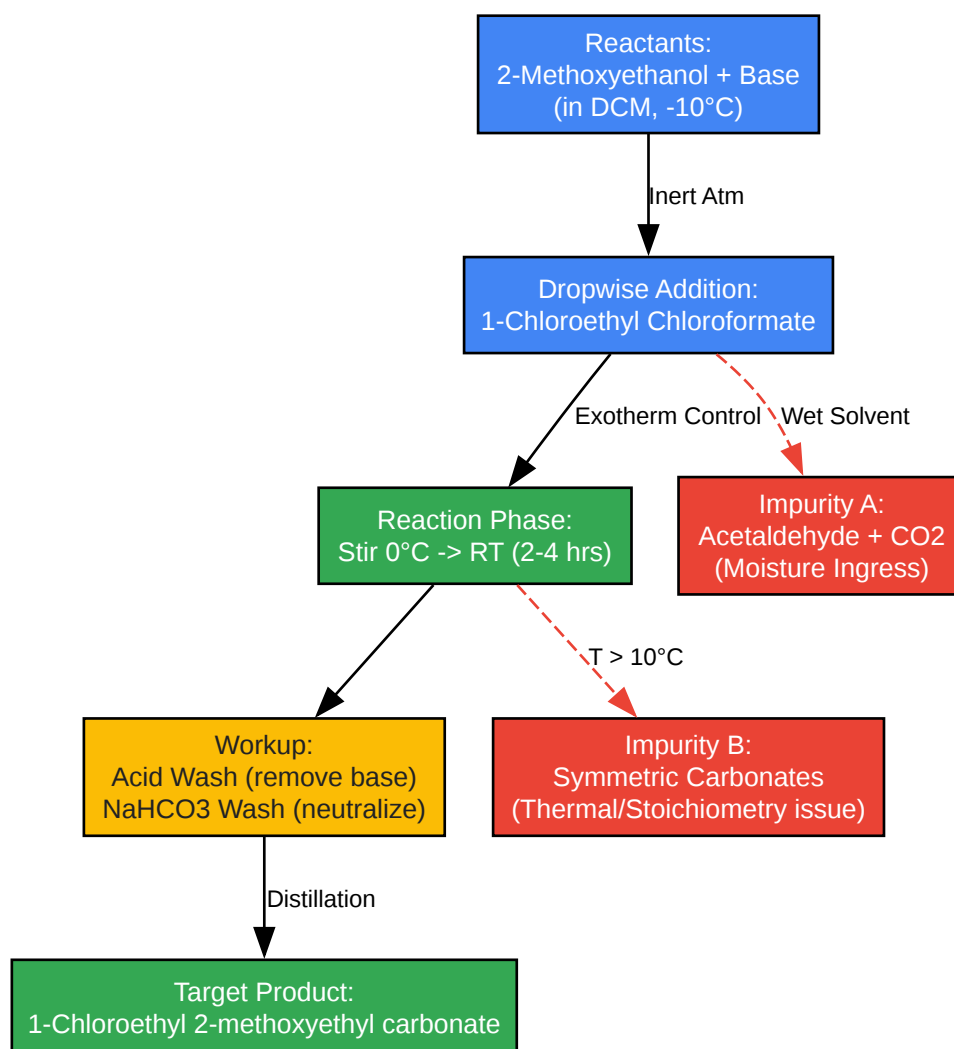 Reactants:
2-Methoxyethanol + Base
(in DCM, -10°C)
Inert Atm
Dropwise Addition:
1-Chloroethyl Chloroformate
Exotherm Control
Wet Solvent
Reaction Phase:
Stir 0°C -> RT (2-4 hrs)
Impurity A:
Acetaldehyde + CO2
(Moisture Ingress)
T > 10°C
Workup:
Acid Wash (remove base)
NaHCO3 Wash (neutralize)
Impurity B:
Symmetric Carbonates
(Thermal/Stoichiometry issue)
Distillation
Target Product:
1-Chloroethyl 2-methoxyethyl carbonate